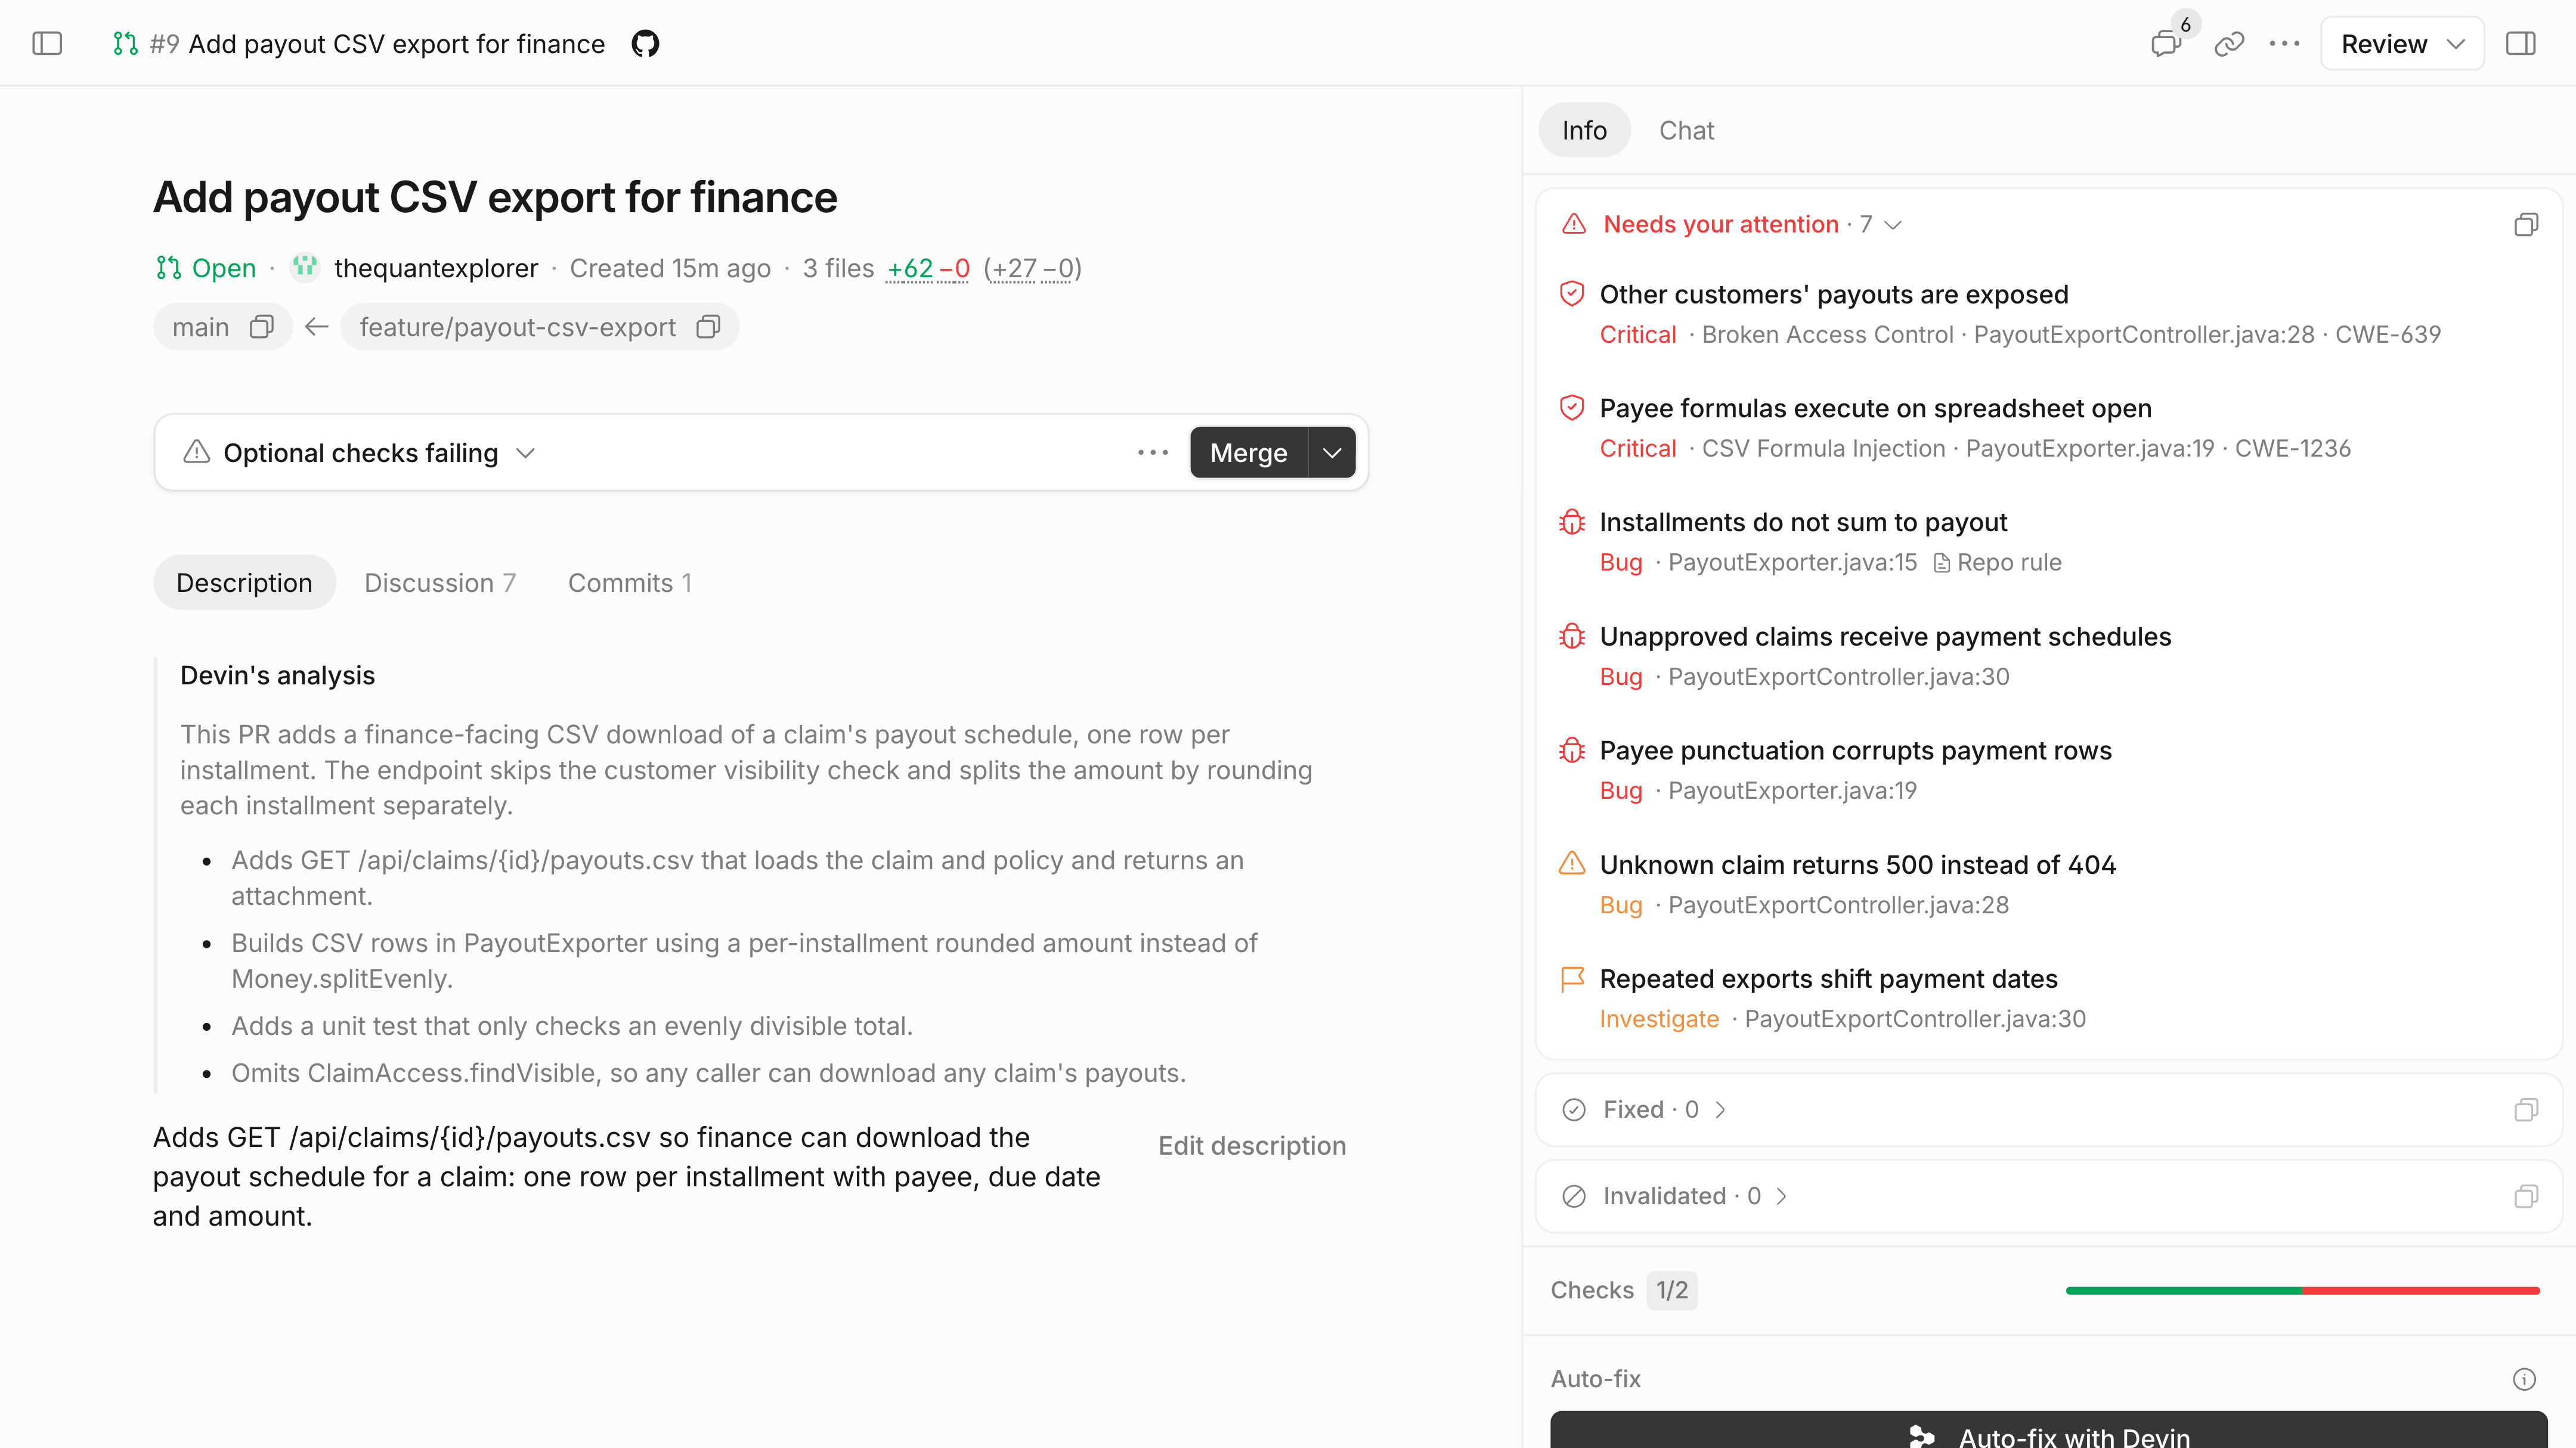 #9 Add payout CSV export for finance
6
Review
Add payout CSV export for finance
Open · thequantexplorer · Created 15m ago · 3 files +62 −0 (+27 −0)
main ← feature/payout-csv-export
Optional checks failing
Merge
Description
Discussion 7
Commits 1
Devin's analysis
This PR adds a finance-facing CSV download of a claim's payout schedule, one row per
installment. The endpoint skips the customer visibility check and splits the amount by rounding
each installment separately.
• Adds GET /api/claims/{id}/payouts.csv that loads the claim and policy and returns an
attachment.
• Builds CSV rows in PayoutExporter using a per-installment rounded amount instead of
Money.splitEvenly.
• Adds a unit test that only checks an evenly divisible total.
• Omits ClaimAccess.findVisible, so any caller can download any claim's payouts.
Adds GET /api/claims/{id}/payouts.csv so finance can download the
payout schedule for a claim: one row per installment with payee, due date
and amount.
Edit description
Info
Chat
Needs your attention · 7
Other customers' payouts are exposed
Critical · Broken Access Control · PayoutExportController.java:28 · CWE-639
Payee formulas execute on spreadsheet open
Critical · CSV Formula Injection · PayoutExporter.java:19 · CWE-1236
Installments do not sum to payout
Bug · PayoutExporter.java:15 Repo rule
Unapproved claims receive payment schedules
Bug · PayoutExportController.java:30
Payee punctuation corrupts payment rows
Bug · PayoutExporter.java:19
Unknown claim returns 500 instead of 404
Bug · PayoutExportController.java:28
Repeated exports shift payment dates
Investigate · PayoutExportController.java:30
Fixed · 0
Invalidated · 0
Checks 1/2
Auto-fix
Auto-fix with Devin